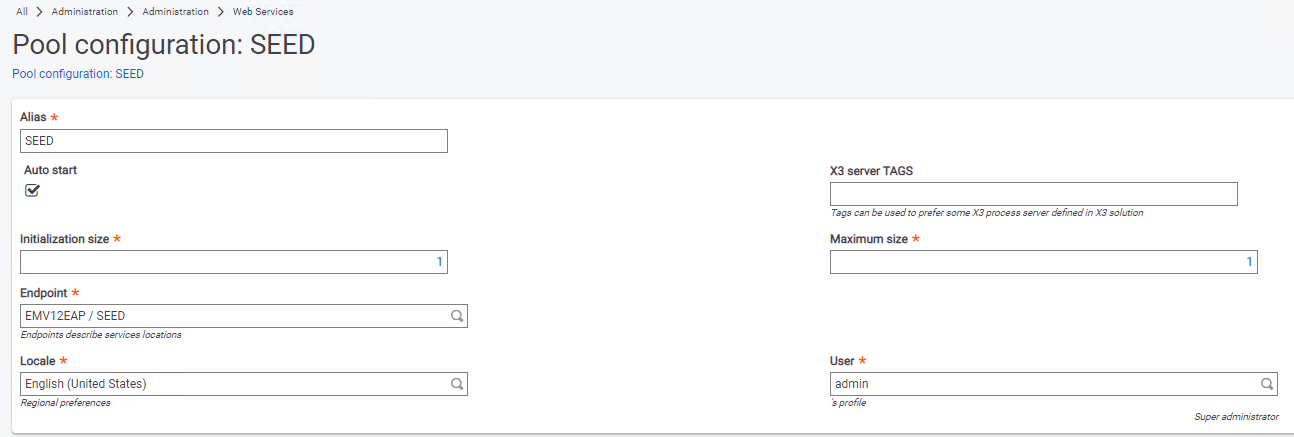 All > Administration > Administration > Web Services
Pool configuration: SEED
Pool configuration: SEED
Alias *
SEED
Auto start
X3 server TAGS
Tags can be used to prefer some X3 process server defined in X3 solution
Initialization size *
Maximum size *
1
1
Endpoint *
EMV12EAP / SEED
Endpoints describe services locations
Locale *
User *
English (United States)
admin
Regional preferences
's profile
Super administrator